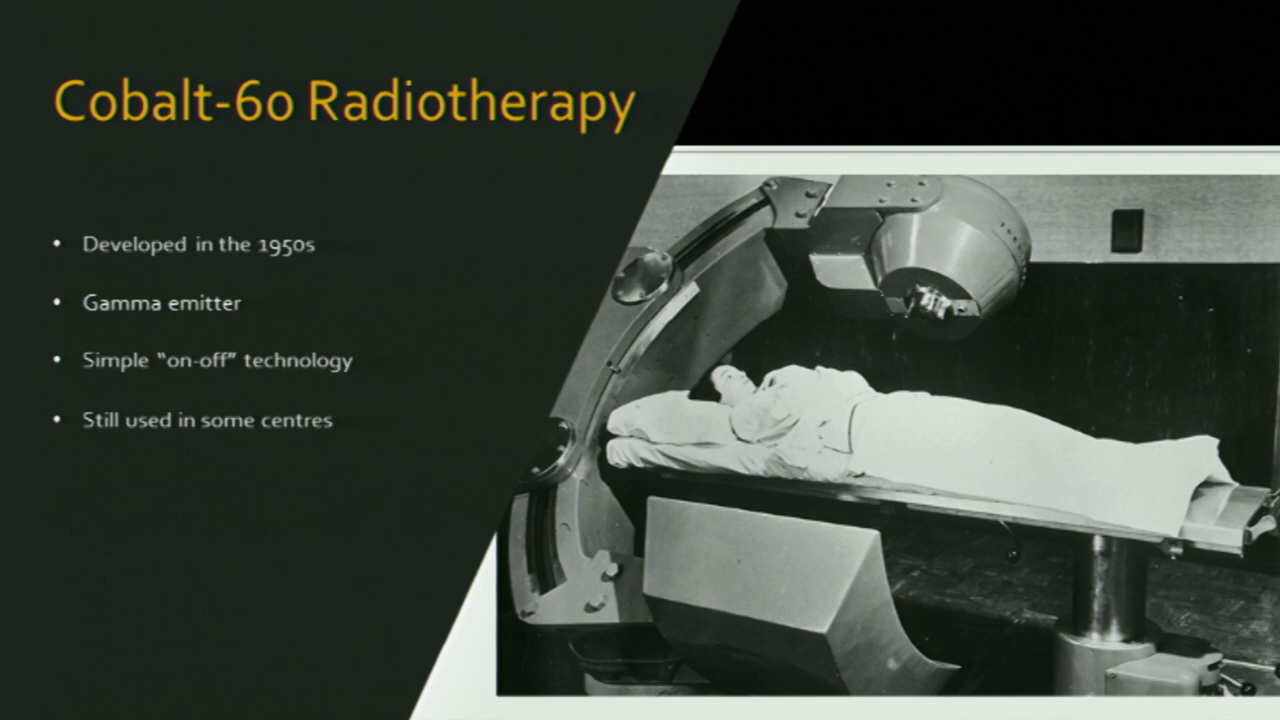 Cobalt-60 Radiotherapy
• Developed in the 1950s
• Gamma emitter
• Simple “on-off” technology
• Still used in some centres